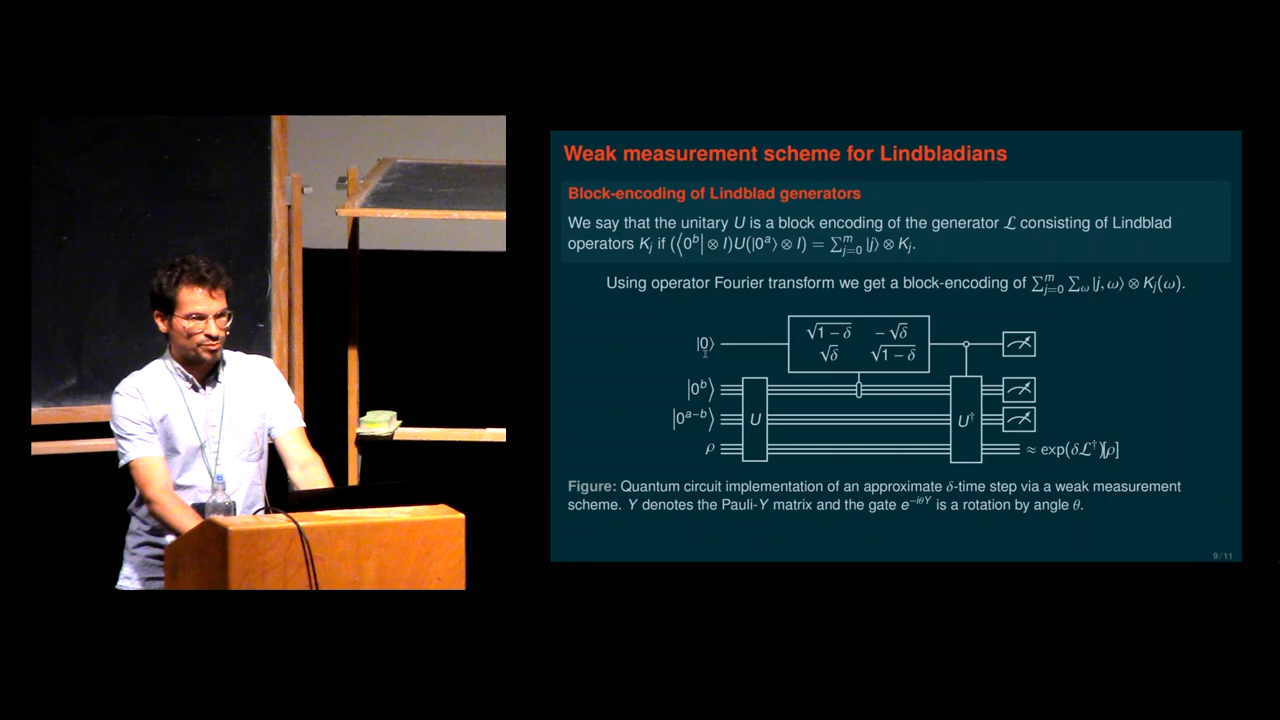 Weak measurement scheme for Lindbladians
Block-encoding of Lindblad generators
We say that the unitary U is a block encoding of the generator ℒ consisting of Lindblad
operators K_j if (⟨0^b| ⊗ I)U(|0^a⟩ ⊗ I) = ∑_{j=0}^m |j⟩ ⊗ K_j.
Using operator Fourier transform we get a block-encoding of ∑_{j=0}^m ∑_ω |j, ω⟩ ⊗ K_j(ω).
|0⟩
√(1 − δ) −√δ
√δ √(1 − δ)
|0^b⟩
|0^{a−b}⟩
U
U^†
ρ
≈ exp(δℒ^†)[ρ]
Figure: Quantum circuit implementation of an approximate δ-time step via a weak measurement
scheme. Y denotes the Pauli-Y matrix and the gate e^{−iθY} is a rotation by angle θ.
9 / 11